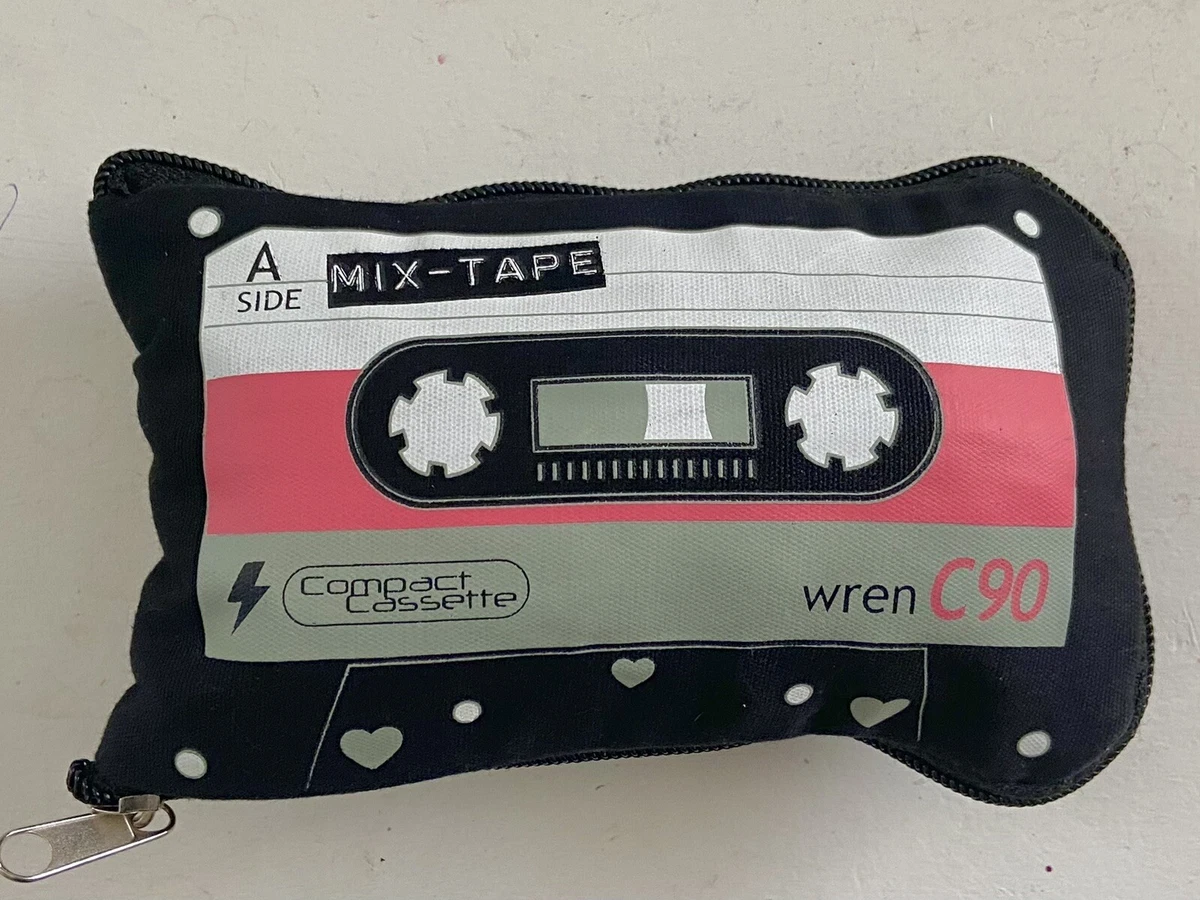 A
SIDE
MIX-TAPE
Compact
Cassette
wren C90